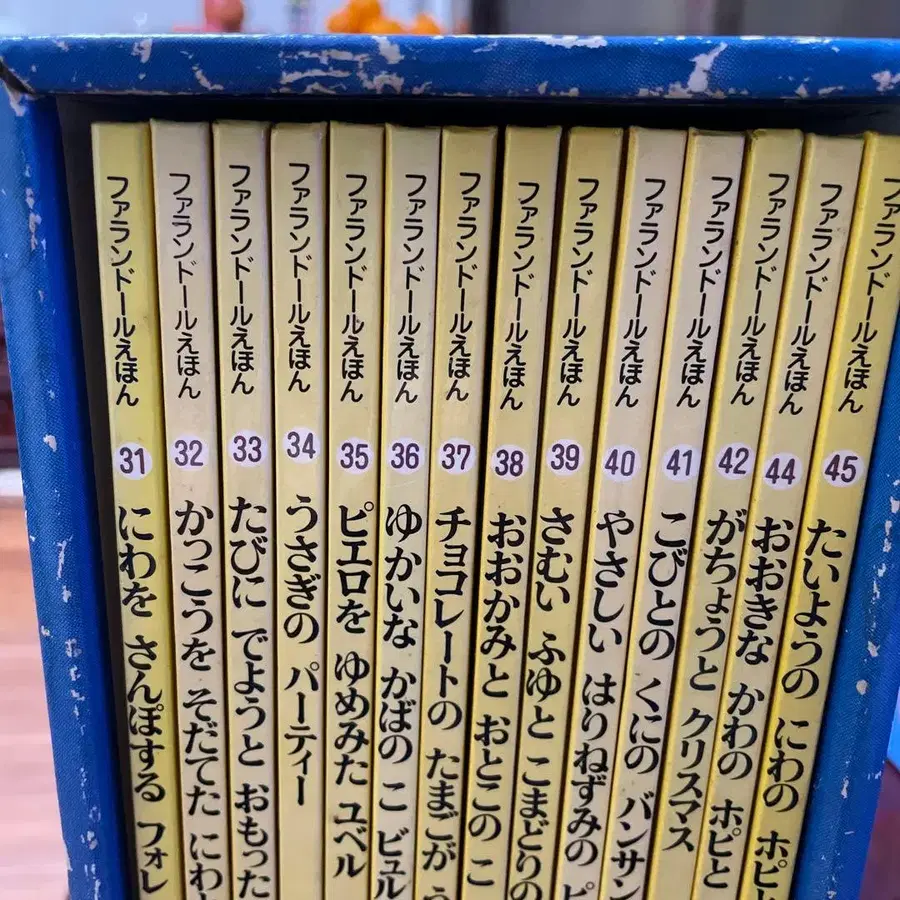 ファランドールえほん 31 にわを さんぽする フォレ
ファランドールえほん 32 かっこうを そだてた にわ
ファランドールえほん 33 たびに でようと おもった
ファランドールえほん 34 うさぎの パーティー
ファランドールえほん 35 ピエロを ゆめみた ユベル
ファランドールえほん 36 ゆかいな かばの こ ビュル
ファランドールえほん 37 チョコレートの たまごが
ファランドールえほん 38 おおかみと おとこの こ
ファランドールえほん 39 さむい ふゆと こまどりの
ファランドールえほん 40 やさしい はりねずみの ピ
ファランドールえほん 41 こびとの くにの バンサン
ファランドールえほん 42 がちょうと クリスマス
ファランドールえほん 44 おおきな かわの ホピと
ファランドールえほん 45 たいようの にわの ホピ